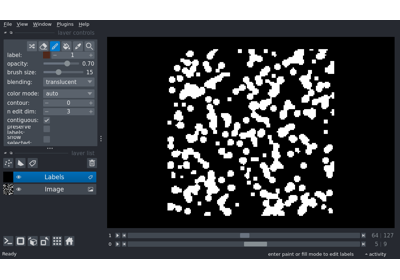 File View Window Plugins Help
layer controls
label: 1
opacity: 0.70
brush size: 15
blending: translucent
color mode: auto
contour: 0
n edit dim: 3
contiguous:
preserve labels:
show selected:
layer list
Labels
Image
1 64 127
0 5 9
Ready
enter paint or fill mode to edit labels
activity